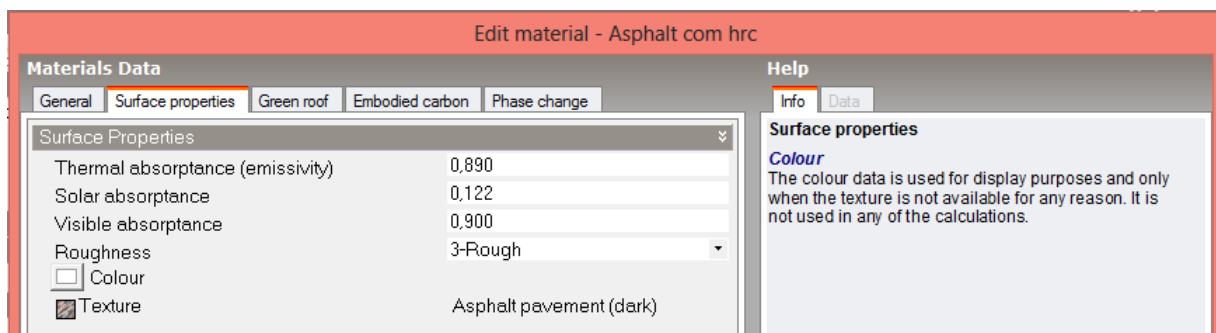 Edit material - Asphalt com hrc
Materials Data
General Surface properties Green roof Embodied carbon Phase change
Surface Properties
Thermal absorptance (emissivity) 0,890
Solar absorptance 0,122
Visible absorptance 0,900
Roughness 3-Rough
Colour
Texture Asphalt pavement (dark)
Help
Info Data
Surface properties
Colour
The colour data is used for display purposes and only
when the texture is not available for any reason. It is
not used in any of the calculations.